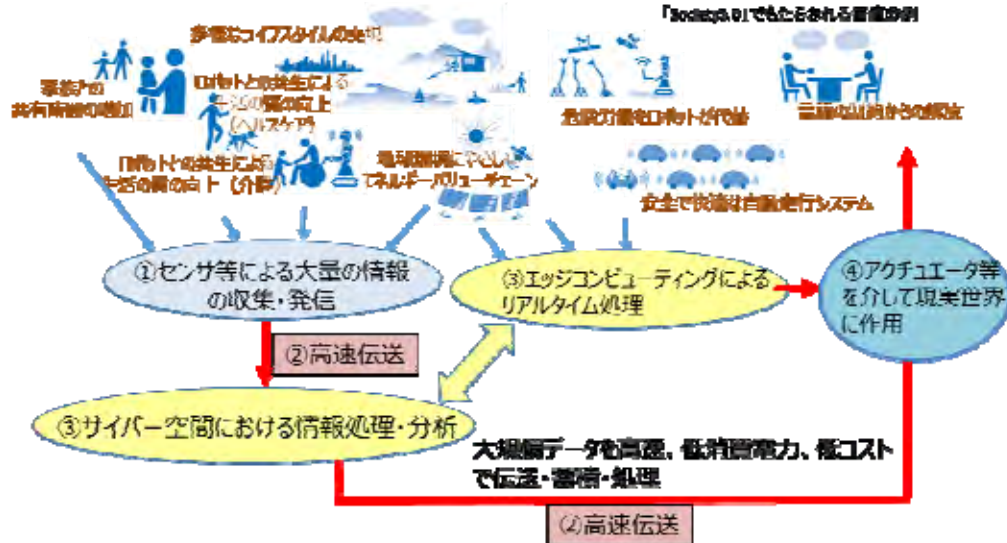 「Society5.0」でもたらされる価値の例
多様なライフスタイルの実現
家族との
共有時間の増加
ロボットとの共生による
生活の質の向上
(ヘルスケア)
ロボットとの共生による
生活の質の向上（介護）
地球環境にやさしい
エネルギーバリューチェーン
危険労働をロボットが代替
言語の
からの解放
安全で快適な自動走行システム
①センサ等による大量の情報
の収集・発信
③エッジコンピューティングによる
リアルタイム処理
④アクチュエータ等
を介して現実世界
に作用
②高速伝送
③サイバー空間における情報処理・分析
大規模データを高速、低消費電力、低コスト
で伝送・蓄積・処理
②高速伝送